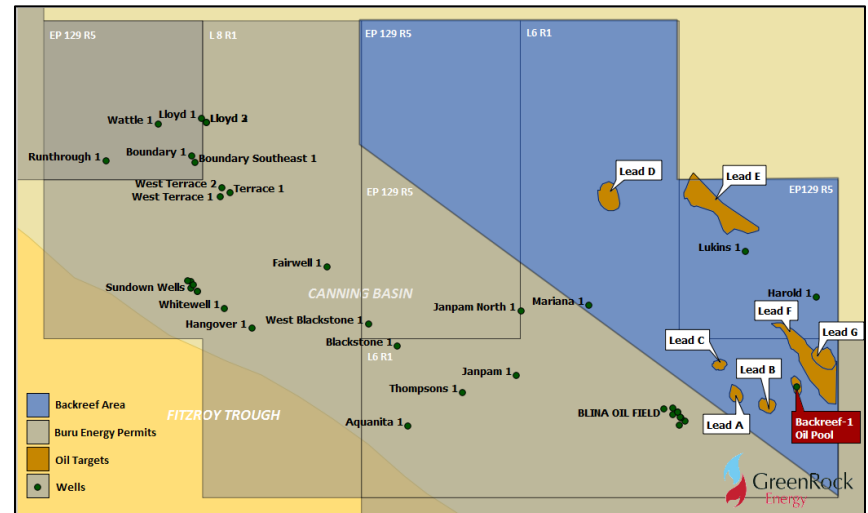 EP 129 R5
L 8 R1
EP 129 R5
L6 R1
Lloyd 1
Lloyd 2
Wattle 1
Boundary 1
Boundary Southeast 1
Runthrough 1
West Terrace 2
Terrace 1
West Terrace 1
EP 129 R5
Lead D
Lead E
EP129 R5
Lukins 1
Fairwell 1
Sundown Wells
CANNING BASIN
Harold 1
Whitewell 1
Janpam North 1
Mariana 1
Lead F
Hangover 1
West Blackstone 1
Blackstone 1
Lead G
Lead C
L6 R1
Janpam 1
Lead B
Thompsons 1
Backreef Area
Buru Energy Permits
Oil Targets
Wells
FITZROY TROUGH
Aquanita 1
BLINA OIL FIELD
Lead A
Backreef-1
Oil Pool
GreenRock
Energy